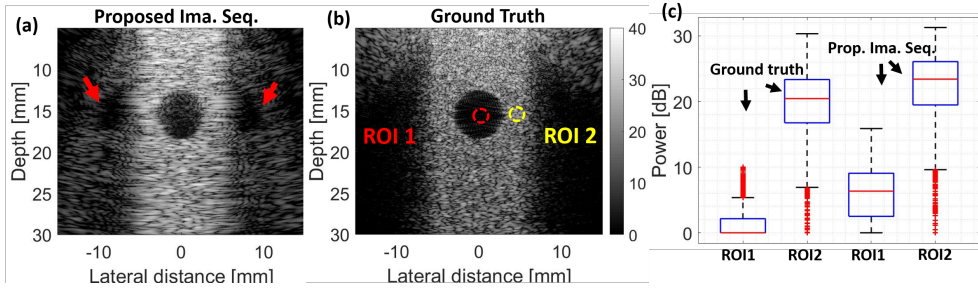 (a)
Proposed Ima. Seq.
5
10
15
20
25
30
Depth [mm]
-10
0
10
Lateral distance [mm]
(b)
Ground Truth
5
10
15
20
25
30
Depth [mm]
ROI 1
ROI 2
-10
0
10
Lateral distance [mm]
40
30
20
10
0
(c)
30
20
10
0
Power [dB]
Ground truth
Prop. Ima. Seq.
ROI1
ROI2
ROI1
ROI2